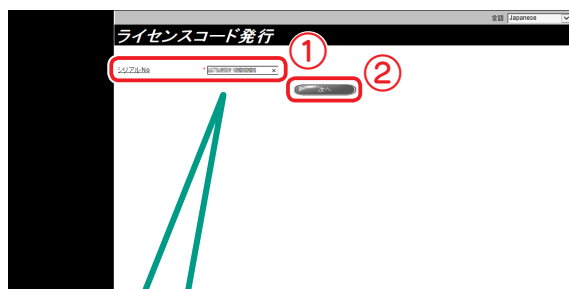 言語 Japanese
ライセンスコード発行
①
シリアルNo *
×
②
次へ